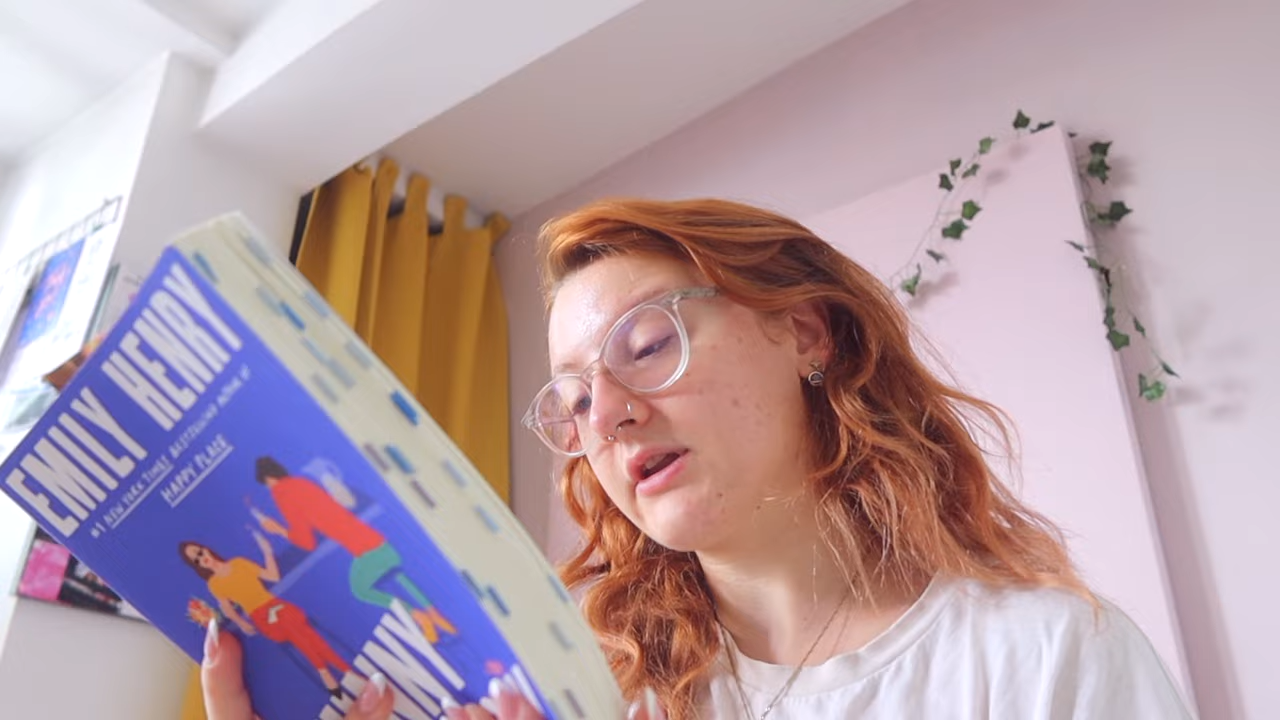 EMILY HENRY
#1 NEW YORK TIMES BESTSELLING AUTHOR of
HAPPY PLACE